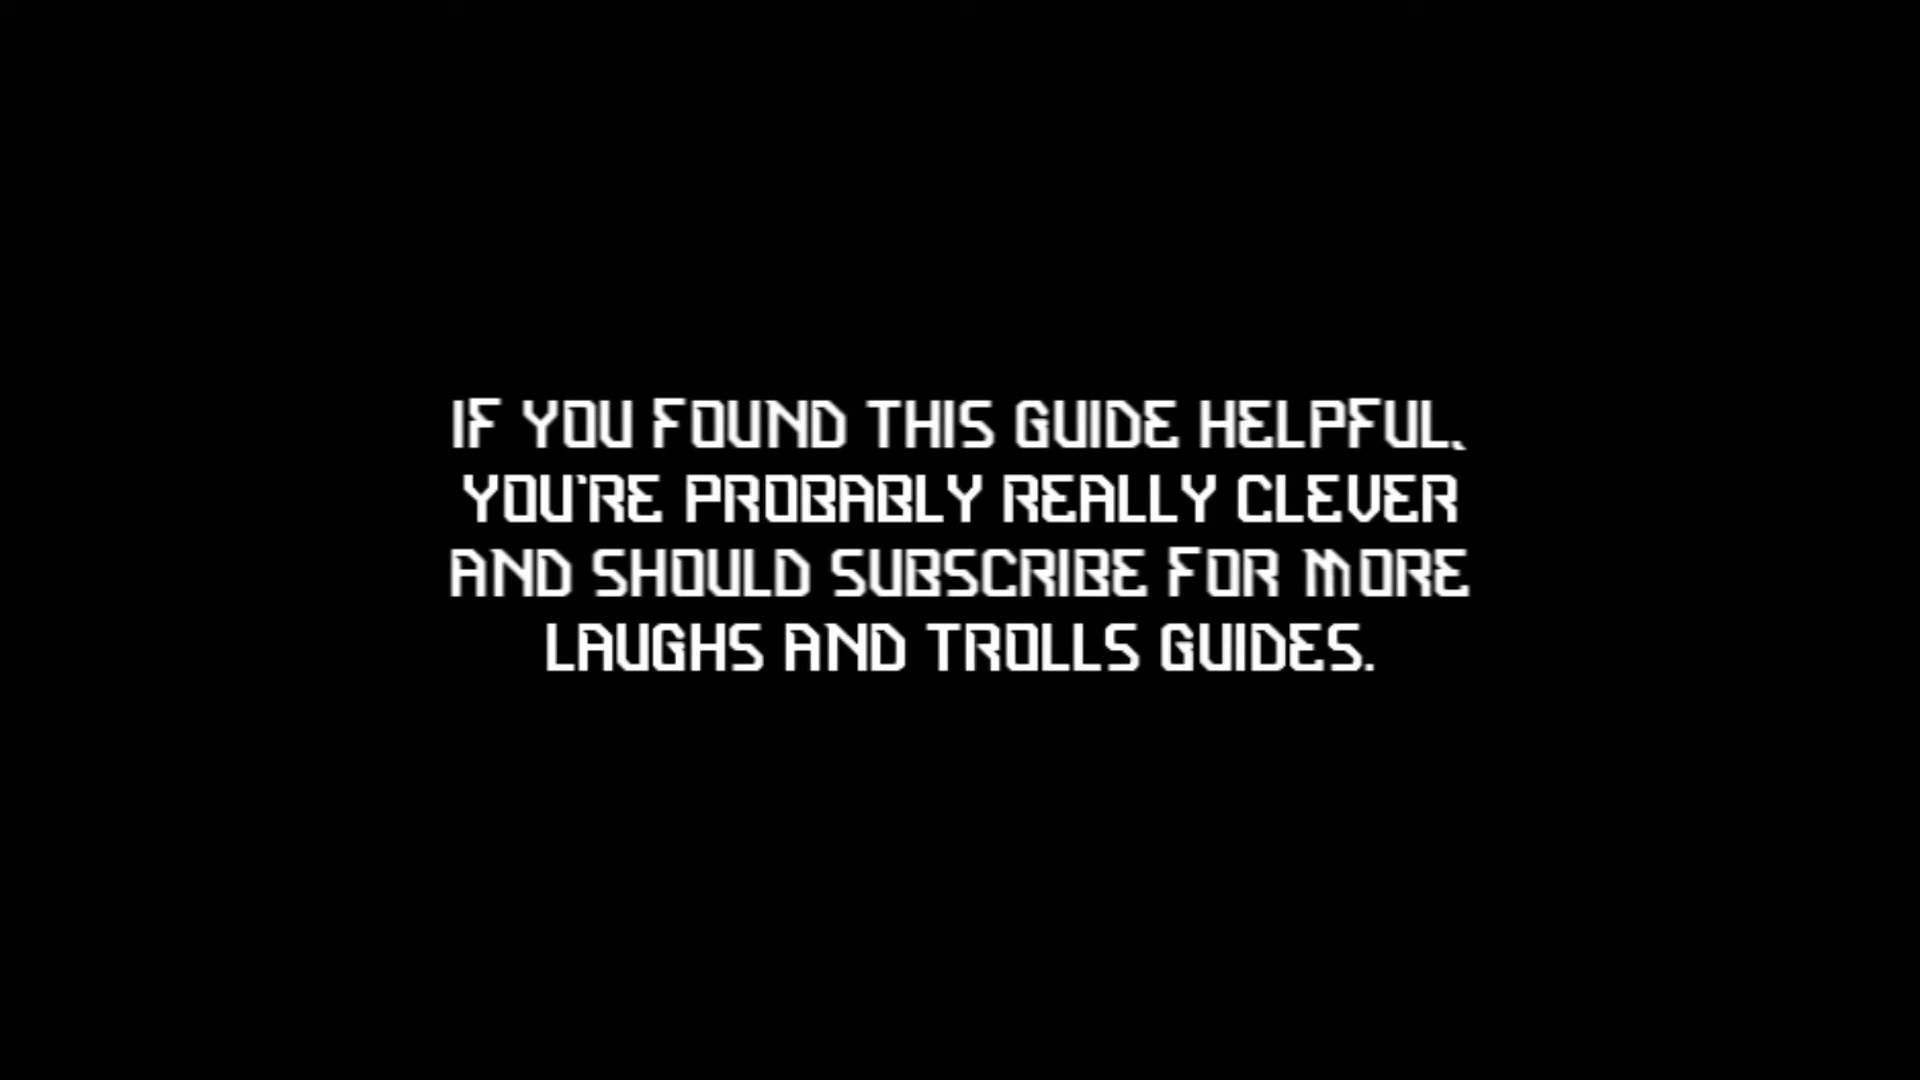 IF YOU FOUND THIS GUIDE HELPFUL,
YOU'RE PROBABLY REALLY CLEVER
AND SHOULD SUBSCRIBE FOR MORE
LAUGHS AND TROLLS GUIDES.